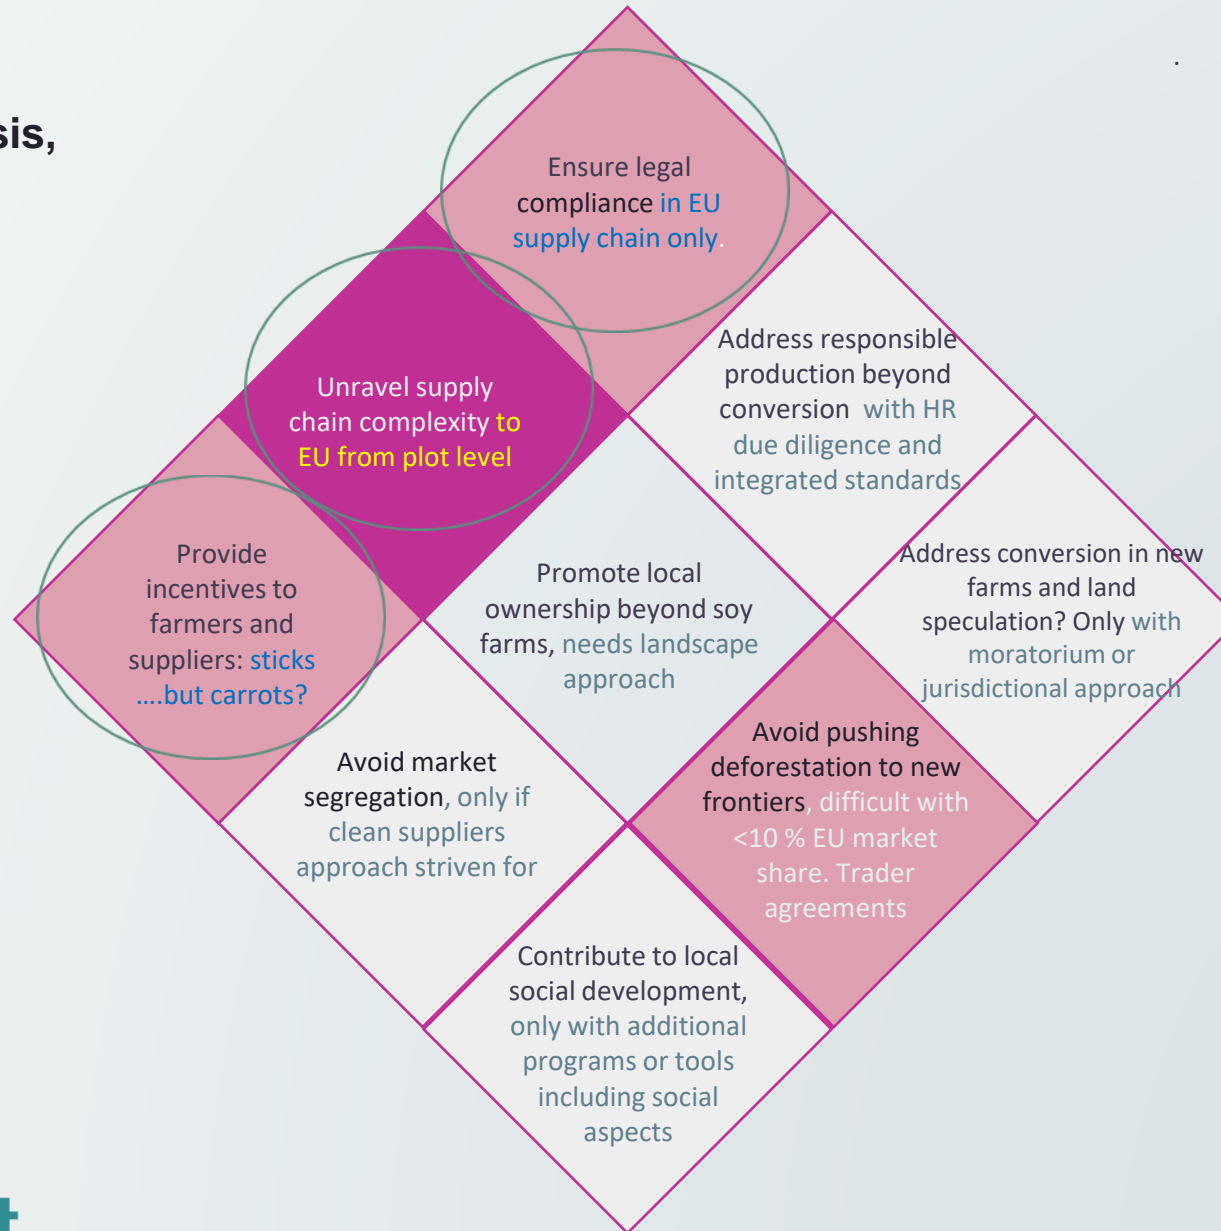 sis,
.
Ensure legal
compliance in EU
supply chain only.
Address responsible
production beyond
conversion with HR
due diligence and
integrated standards
Unravel supply
chain complexity to
EU from plot level
Address conversion in new
farms and land
speculation? Only with
moratorium or
jurisdictional approach
Provide
incentives to
farmers and
suppliers: sticks
....but carrots?
Promote local
ownership beyond soy
farms, needs landscape
approach
Avoid pushing
deforestation to new
frontiers, difficult with
<10 % EU market
share. Trader
agreements
Avoid market
segregation, only if
clean suppliers
approach striven for
Contribute to local
social development,
only with additional
programs or tools
including social
aspects